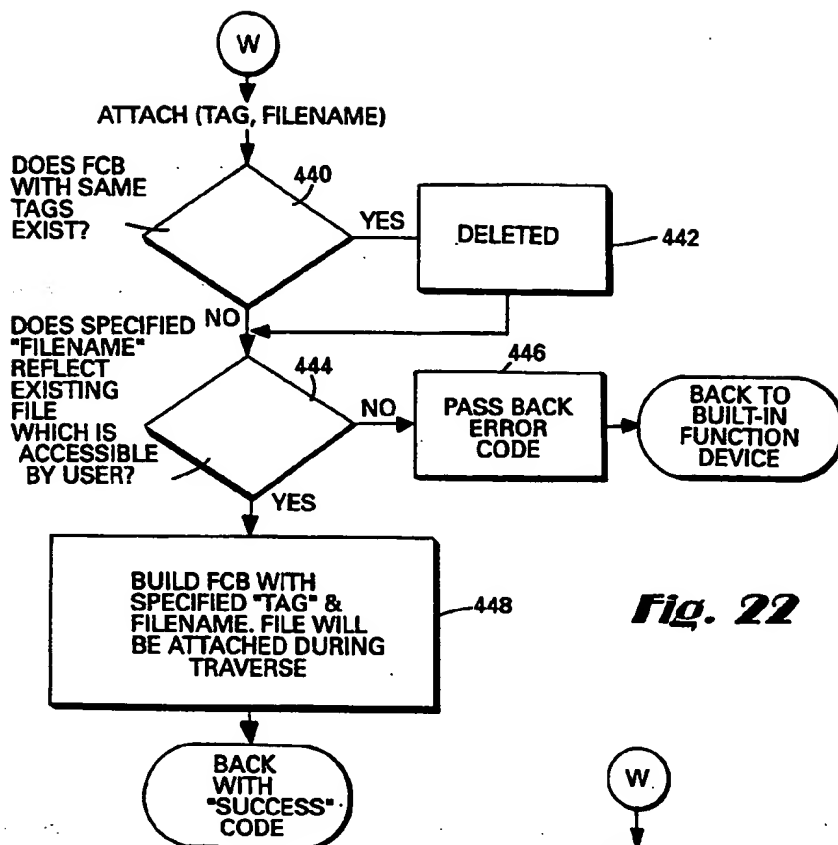 W
ATTACH (TAG, FILENAME)
DOES FCB
WITH SAME
TAGS
EXIST?
440
YES
DELETED
442
NO
DOES SPECIFIED
"FILENAME"
REFLECT
EXISTING
FILE
WHICH IS
ACCESSIBLE
BY USER?
444
NO
446
PASS BACK
ERROR
CODE
BACK TO
BUILT-IN
FUNCTION
DEVICE
YES
BUILD FCB WITH
SPECIFIED "TAG" &
FILENAME. FILE WILL
BE ATTACHED DURING
TRAVERSE
448
Fig. 22
BACK
WITH
"SUCCESS"
CODE
W